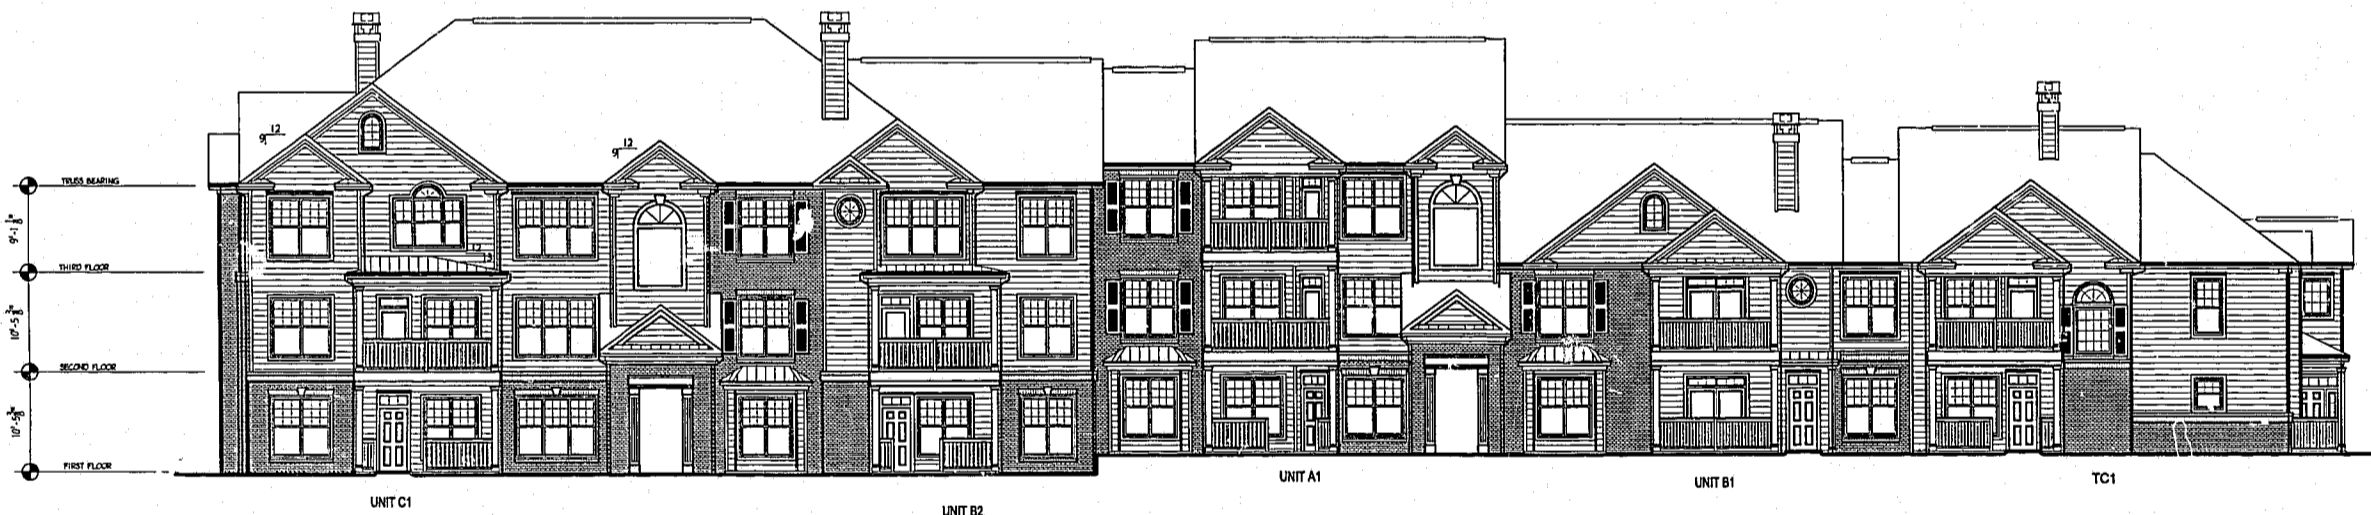 12
9
12
9
TRUSS BEARING
9'-1 1/8"
12
THIRD FLOOR
10'-5 3/8"
SECOND FLOOR
10'-5 3/8"
FIRST FLOOR
UNIT C1
UNIT B2
UNIT A1
UNIT B1
TC1